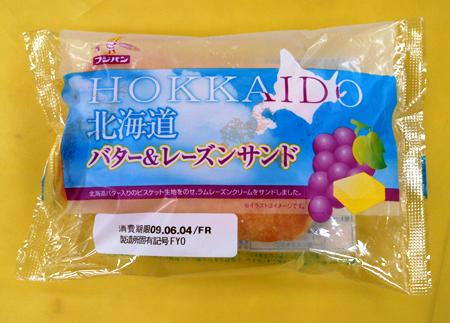 フジパン
HOKKAIDO
北海道
バター&レーズンサンド
北海道バター入りのビスケット生地をのせ、ラムレーズンクリームをサンドしました。
※イラストはイメージです。
消費期限09.06.04/FR
製造所固有記号FYO